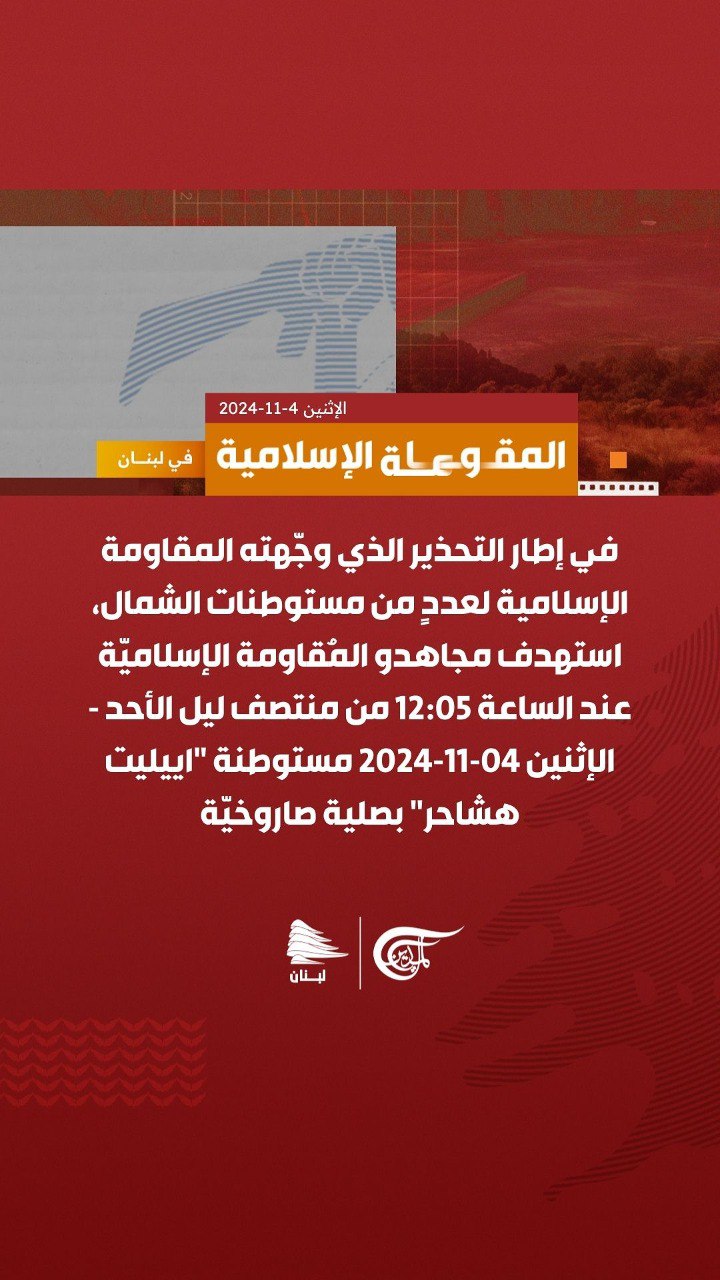 الإثنين 4-11-2024
المقـومـاة الإسلامية
في لبنـان
في إطار التحذير الذي وجّهته المقاومة
الإسلامية لعددٍ من مستوطنات الشمال،
استهدف مجاهدو المُقاومة الإسلاميّة
عند الساعة 12:05 من منتصف ليل الأحد -
الإثنين 04-11-2024 مستوطنة "اييليت
هشاحر" بصلية صاروخيّة
الميادين
لبنان